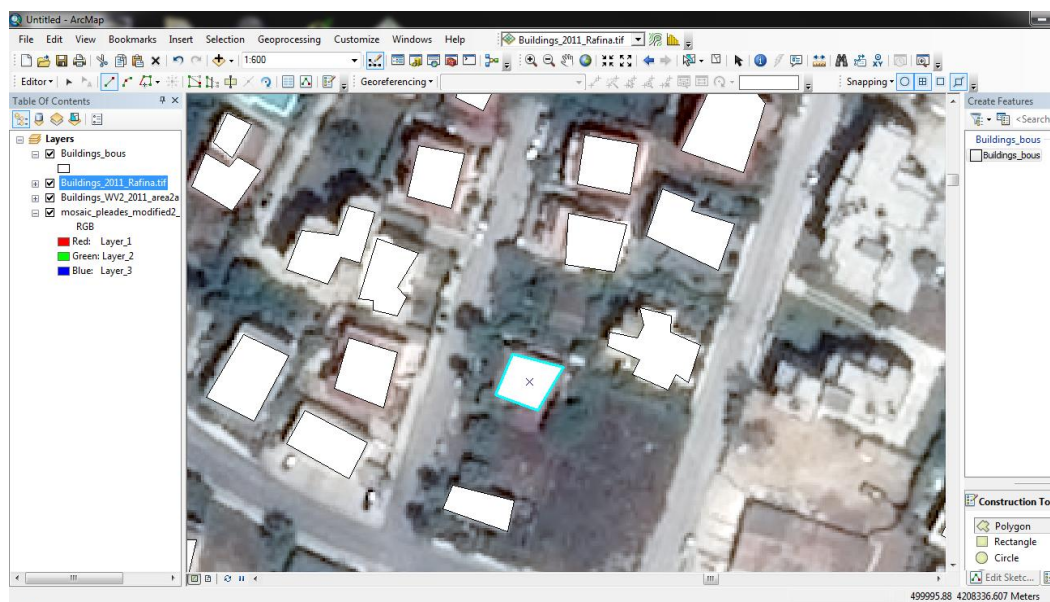 Untitled - ArcMap
File Edit View Bookmarks Insert Selection Geoprocessing Customize Windows Help
Buildings_2011_Rafina.tif
1:600
Editor
Georeferencing
Snapping
Table Of Contents
Create Features
<Search
Layers
Buildings_bous
Buildings_2011_Rafina.tif
Buildings_WV2_2011_area2a
mosaic_pleades_modified2_
RGB
Red: Layer_1
Green: Layer_2
Blue: Layer_3
Buildings_bous
Buildings_bous
Construction To
Polygon
Rectangle
Circle
Edit Sketc...
499995.88 4208336.607 Meters